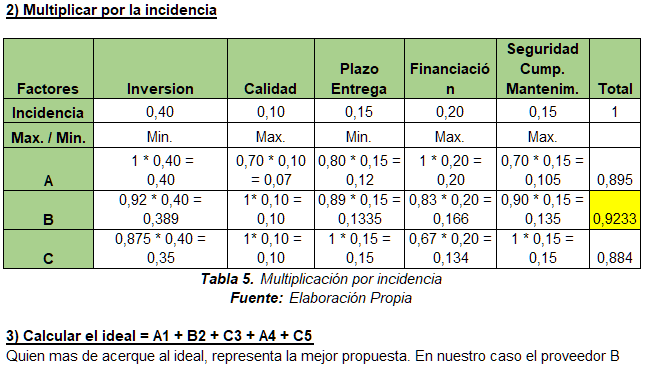 2) Multiplicar por la incidencia
Seguridad
Plazo Financiació Cump.
Factores Inversion Calidad Entrega n Mantenim. Total
Incidencia 0,40 0,10 0,15 0,20 0,15 1
Max. / Min. Min. Max. Min. Max. Max.
1 * 0,40 = 0,70 * 0,10 0,80 * 0,15 = 1 * 0,20 = 0,70 * 0,15 =
A 0,40 = 0,07 0,12 0,20 0,105 0,895
0,92 * 0,40 = 1* 0,10 = 0,89 * 0,15 = 0,83 * 0,20 = 0,90 * 0,15 =
B 0,389 0,10 0,1335 0,166 0,135 0,9233
0,875 * 0,40 = 1* 0,10 = 1 * 0,15 = 0,67 * 0,20 = 1 * 0,15 =
C 0,35 0,10 0,15 0,134 0,15 0,884
Tabla 5. Multiplicación por incidencia
Fuente: Elaboración Propia
3) Calcular el ideal = A1 + B2 + C3 + A4 + C5
Quien mas de acerque al ideal, representa la mejor propuesta. En nuestro caso el proveedor B